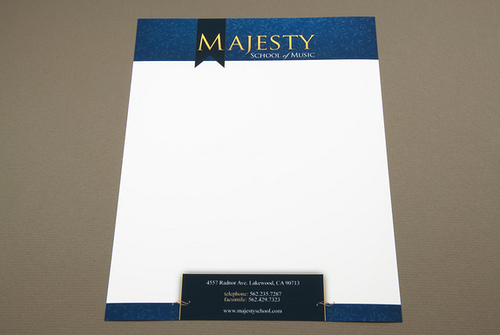 MAJESTY
SCHOOL of MUSIC
4557 Radnor Ave. Lakewood, CA 90713
telephone: 562.235.7287
facsimile: 562.429.7323
www.majestyschool.com